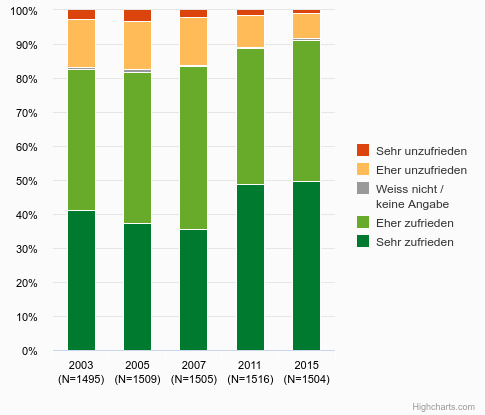 100%
90%
80%
70%
60%
50%
40%
30%
20%
10%
0%
2003
(N=1495)
2005
(N=1509)
2007
(N=1505)
2011
(N=1516)
2015
(N=1504)
Sehr unzufrieden
Eher unzufrieden
Weiss nicht /
keine Angabe
Eher zufrieden
Sehr zufrieden
Highcharts.com